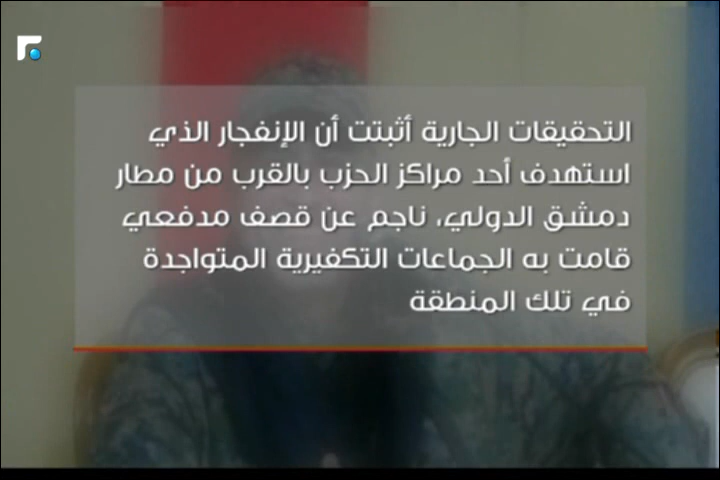 التحقيقات الجارية أثبتت أن الإنفجار الذي
استهدف أحد مراكز الحزب بالقرب من مطار
دمشق الدولي، ناجم عن قصف مدفعي
قامت به الجماعات التكفيرية المتواجدة
في تلك المنطقة